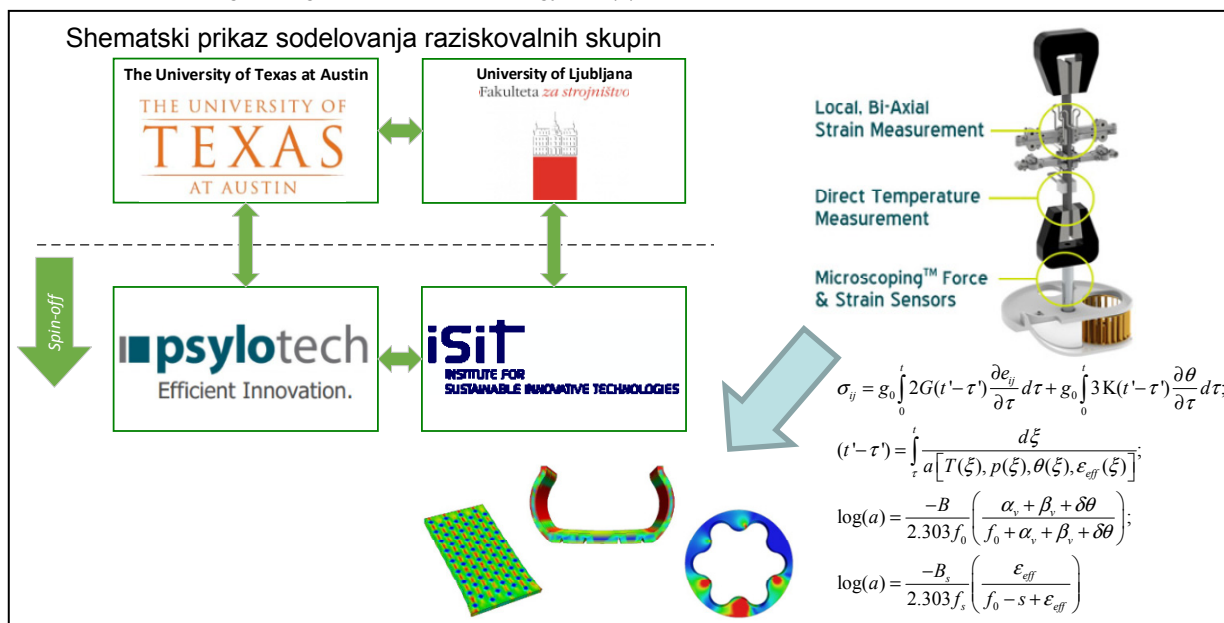 Shematski prikaz sodelovanja raziskovalnih skupin
The University of Texas at Austin
THE UNIVERSITY OF
TEXAS
AT AUSTIN
University of Ljubljana
Fakulteta za strojništvo
Spin-off
psylotech
Efficient Innovation.
iSiT
INSTITUTE FOR
SUSTAINABLE INNOVATIVE TECHNOLOGIES
Local, Bi-Axial
Strain Measurement
Direct Temperature
Measurement
Microscoping™ Force
& Strain Sensors
σ_ij = g_0 ∫_0^t 2G(t'−τ') ∂e_ij/∂τ dτ + g_0 ∫_0^t 3K(t'−τ') ∂θ/∂τ dτ;
(t'−τ') = ∫_τ^t dξ / a[T(ξ), p(ξ), θ(ξ), ε_eff(ξ)];
log(a) = −B / 2.303 f_0 ( α_v + β_v + δθ / f_0 + α_v + β_v + δθ );
log(a) = −B_s / 2.303 f_s ( ε_eff / f_0 − s + ε_eff )